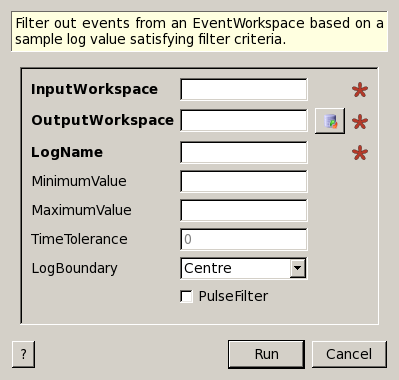 Filter out events from an EventWorkspace based on a
sample log value satisfying filter criteria.
InputWorkspace
OutputWorkspace
LogName
MinimumValue
MaximumValue
TimeTolerance 0
LogBoundary Centre
PulseFilter
? Run Cancel